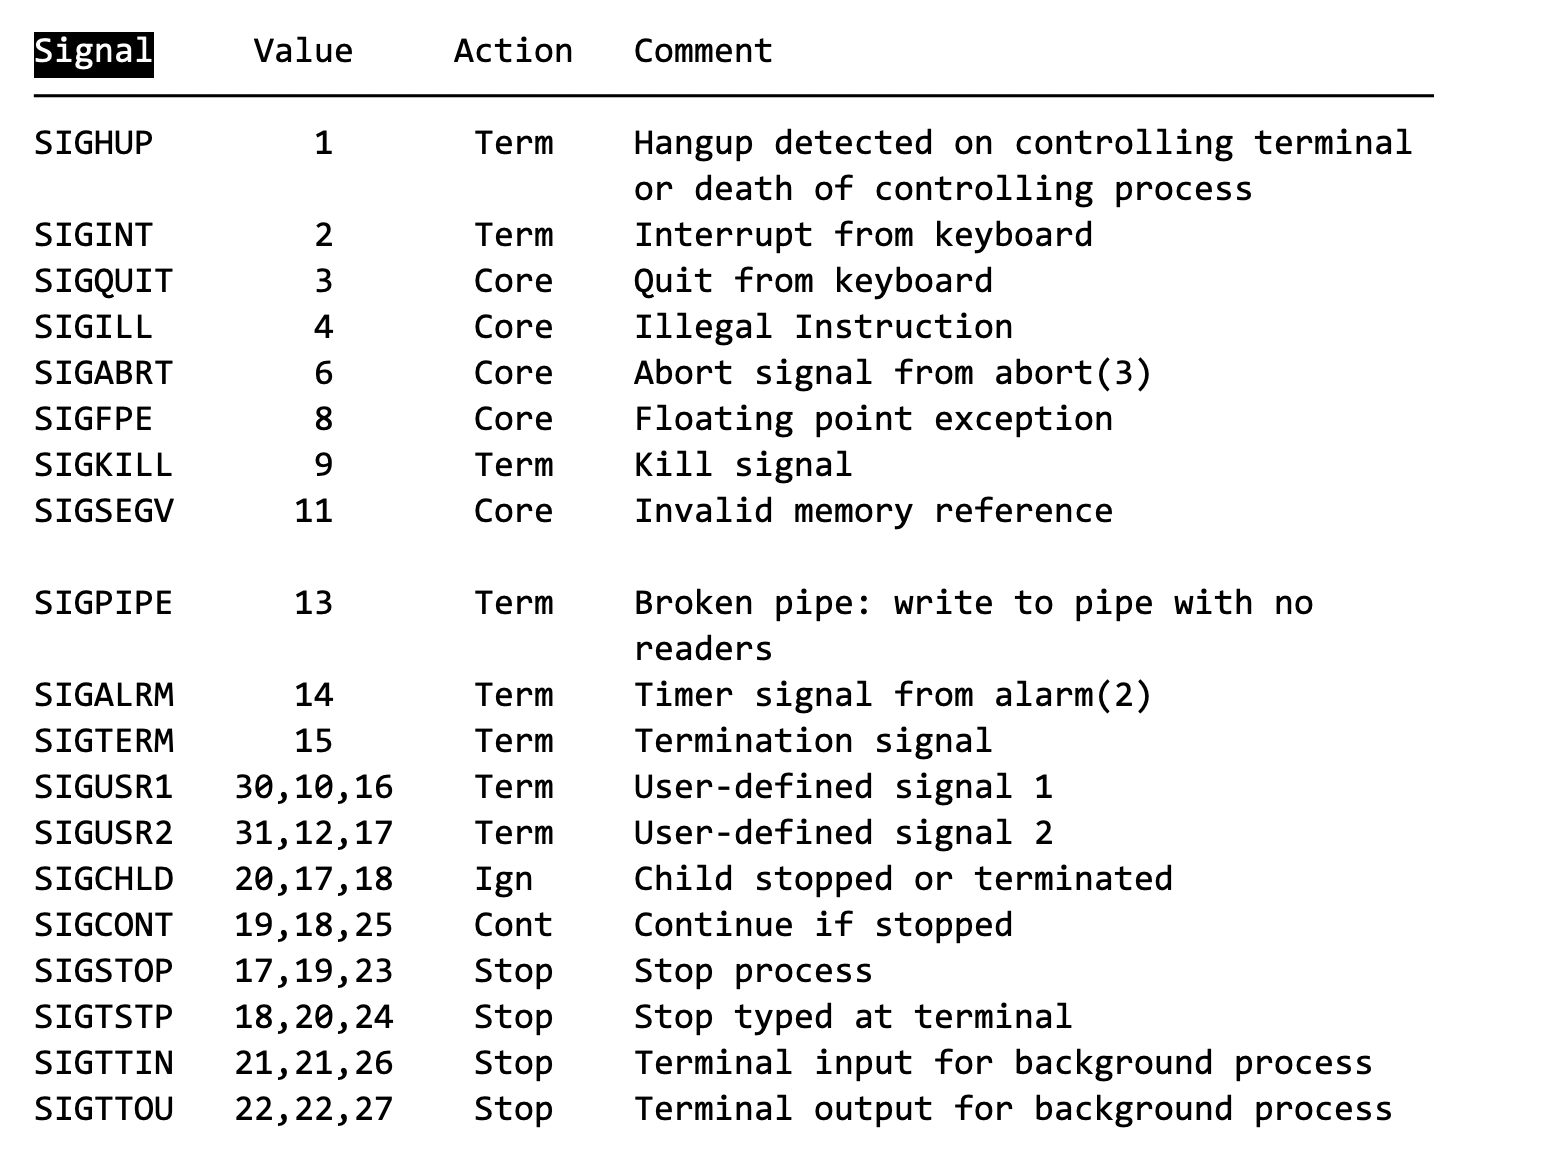 Signal Value Action Comment
SIGHUP 1 Term Hangup detected on controlling terminal
or death of controlling process
SIGINT 2 Term Interrupt from keyboard
SIGQUIT 3 Core Quit from keyboard
SIGILL 4 Core Illegal Instruction
SIGABRT 6 Core Abort signal from abort(3)
SIGFPE 8 Core Floating point exception
SIGKILL 9 Term Kill signal
SIGSEGV 11 Core Invalid memory reference
SIGPIPE 13 Term Broken pipe: write to pipe with no
readers
SIGALRM 14 Term Timer signal from alarm(2)
SIGTERM 15 Term Termination signal
SIGUSR1 30,10,16 Term User-defined signal 1
SIGUSR2 31,12,17 Term User-defined signal 2
SIGCHLD 20,17,18 Ign Child stopped or terminated
SIGCONT 19,18,25 Cont Continue if stopped
SIGSTOP 17,19,23 Stop Stop process
SIGTSTP 18,20,24 Stop Stop typed at terminal
SIGTTIN 21,21,26 Stop Terminal input for background process
SIGTTOU 22,22,27 Stop Terminal output for background process